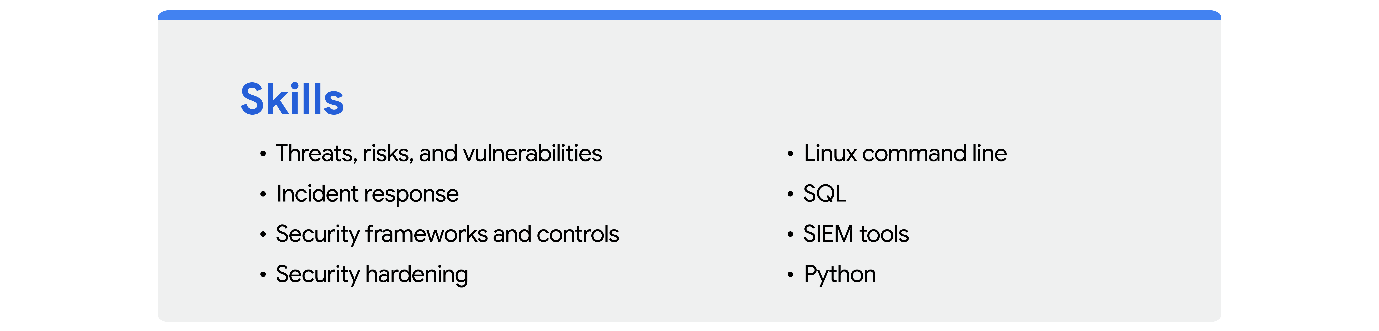 Skills
• Threats, risks, and vulnerabilities
• Incident response
• Security frameworks and controls
• Security hardening
• Linux command line
• SQL
• SIEM tools
• Python